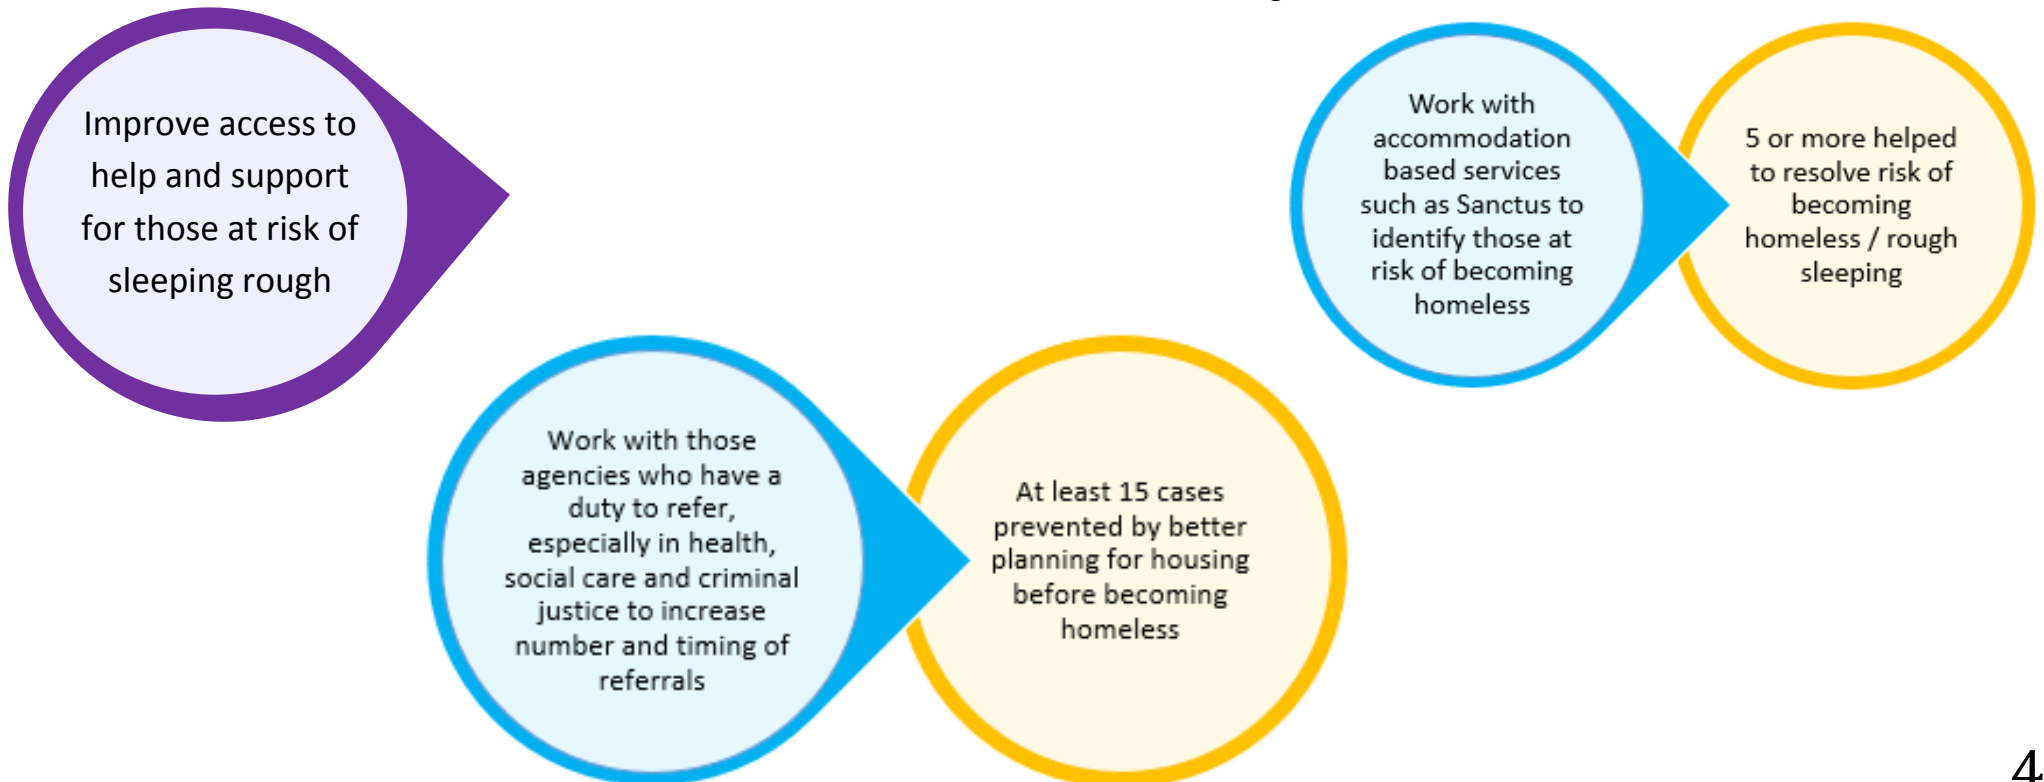 Improve access to
help and support
for those at risk of
sleeping rough
Work with
accommodation
based services
such as Sanctus to
identify those at
risk of becoming
homeless
5 or more helped
to resolve risk of
becoming
homeless / rough
sleeping
Work with those
agencies who have a
duty to refer,
especially in health,
social care and criminal
justice to increase
number and timing of
referrals
At least 15 cases
prevented by better
planning for housing
before becoming
homeless
4